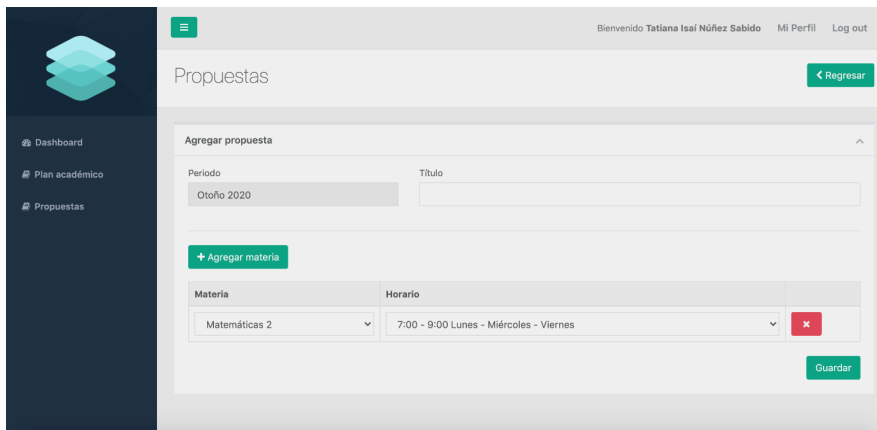 Bienvenido Tatiana Isaí Núñez Sabido Mi Perfil Log out
Propuestas
Regresar
Dashboard
Plan académico
Propuestas
Agregar propuesta
Periodo Título
Otoño 2020
+ Agregar materia
Materia Horario
Matemáticas 2 7:00 - 9:00 Lunes - Miércoles - Viernes
Guardar